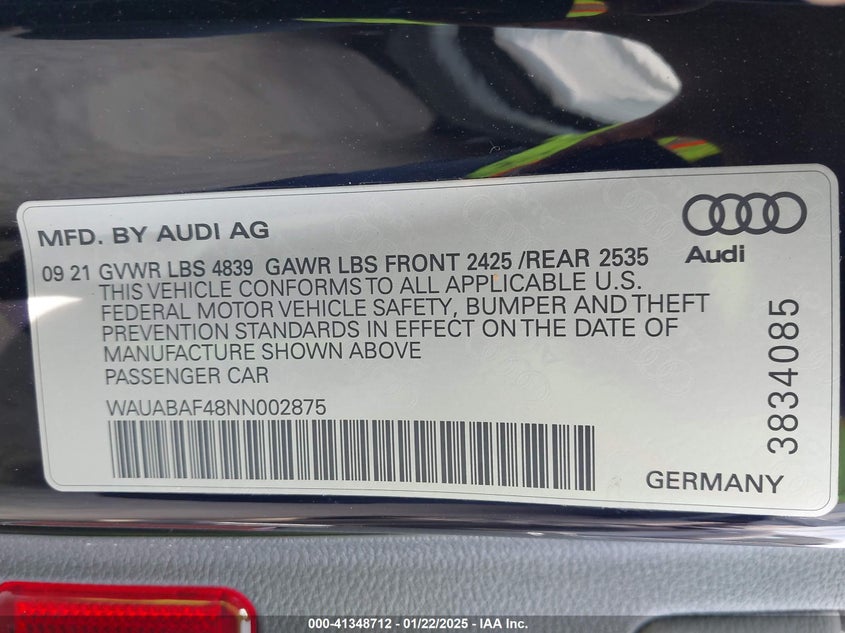 MFD. BY AUDI AG
Audi
09 21 GVWR LBS 4839 GAWR LBS FRONT 2425 /REAR 2535
THIS VEHICLE CONFORMS TO ALL APPLICABLE U.S.
FEDERAL MOTOR VEHICLE SAFETY, BUMPER AND THEFT
PREVENTION STANDARDS IN EFFECT ON THE DATE OF
MANUFACTURE SHOWN ABOVE
PASSENGER CAR
WAUABAF48NN002875
3834085
GERMANY
000-41348712 - 01/22/2025 - IAA Inc.